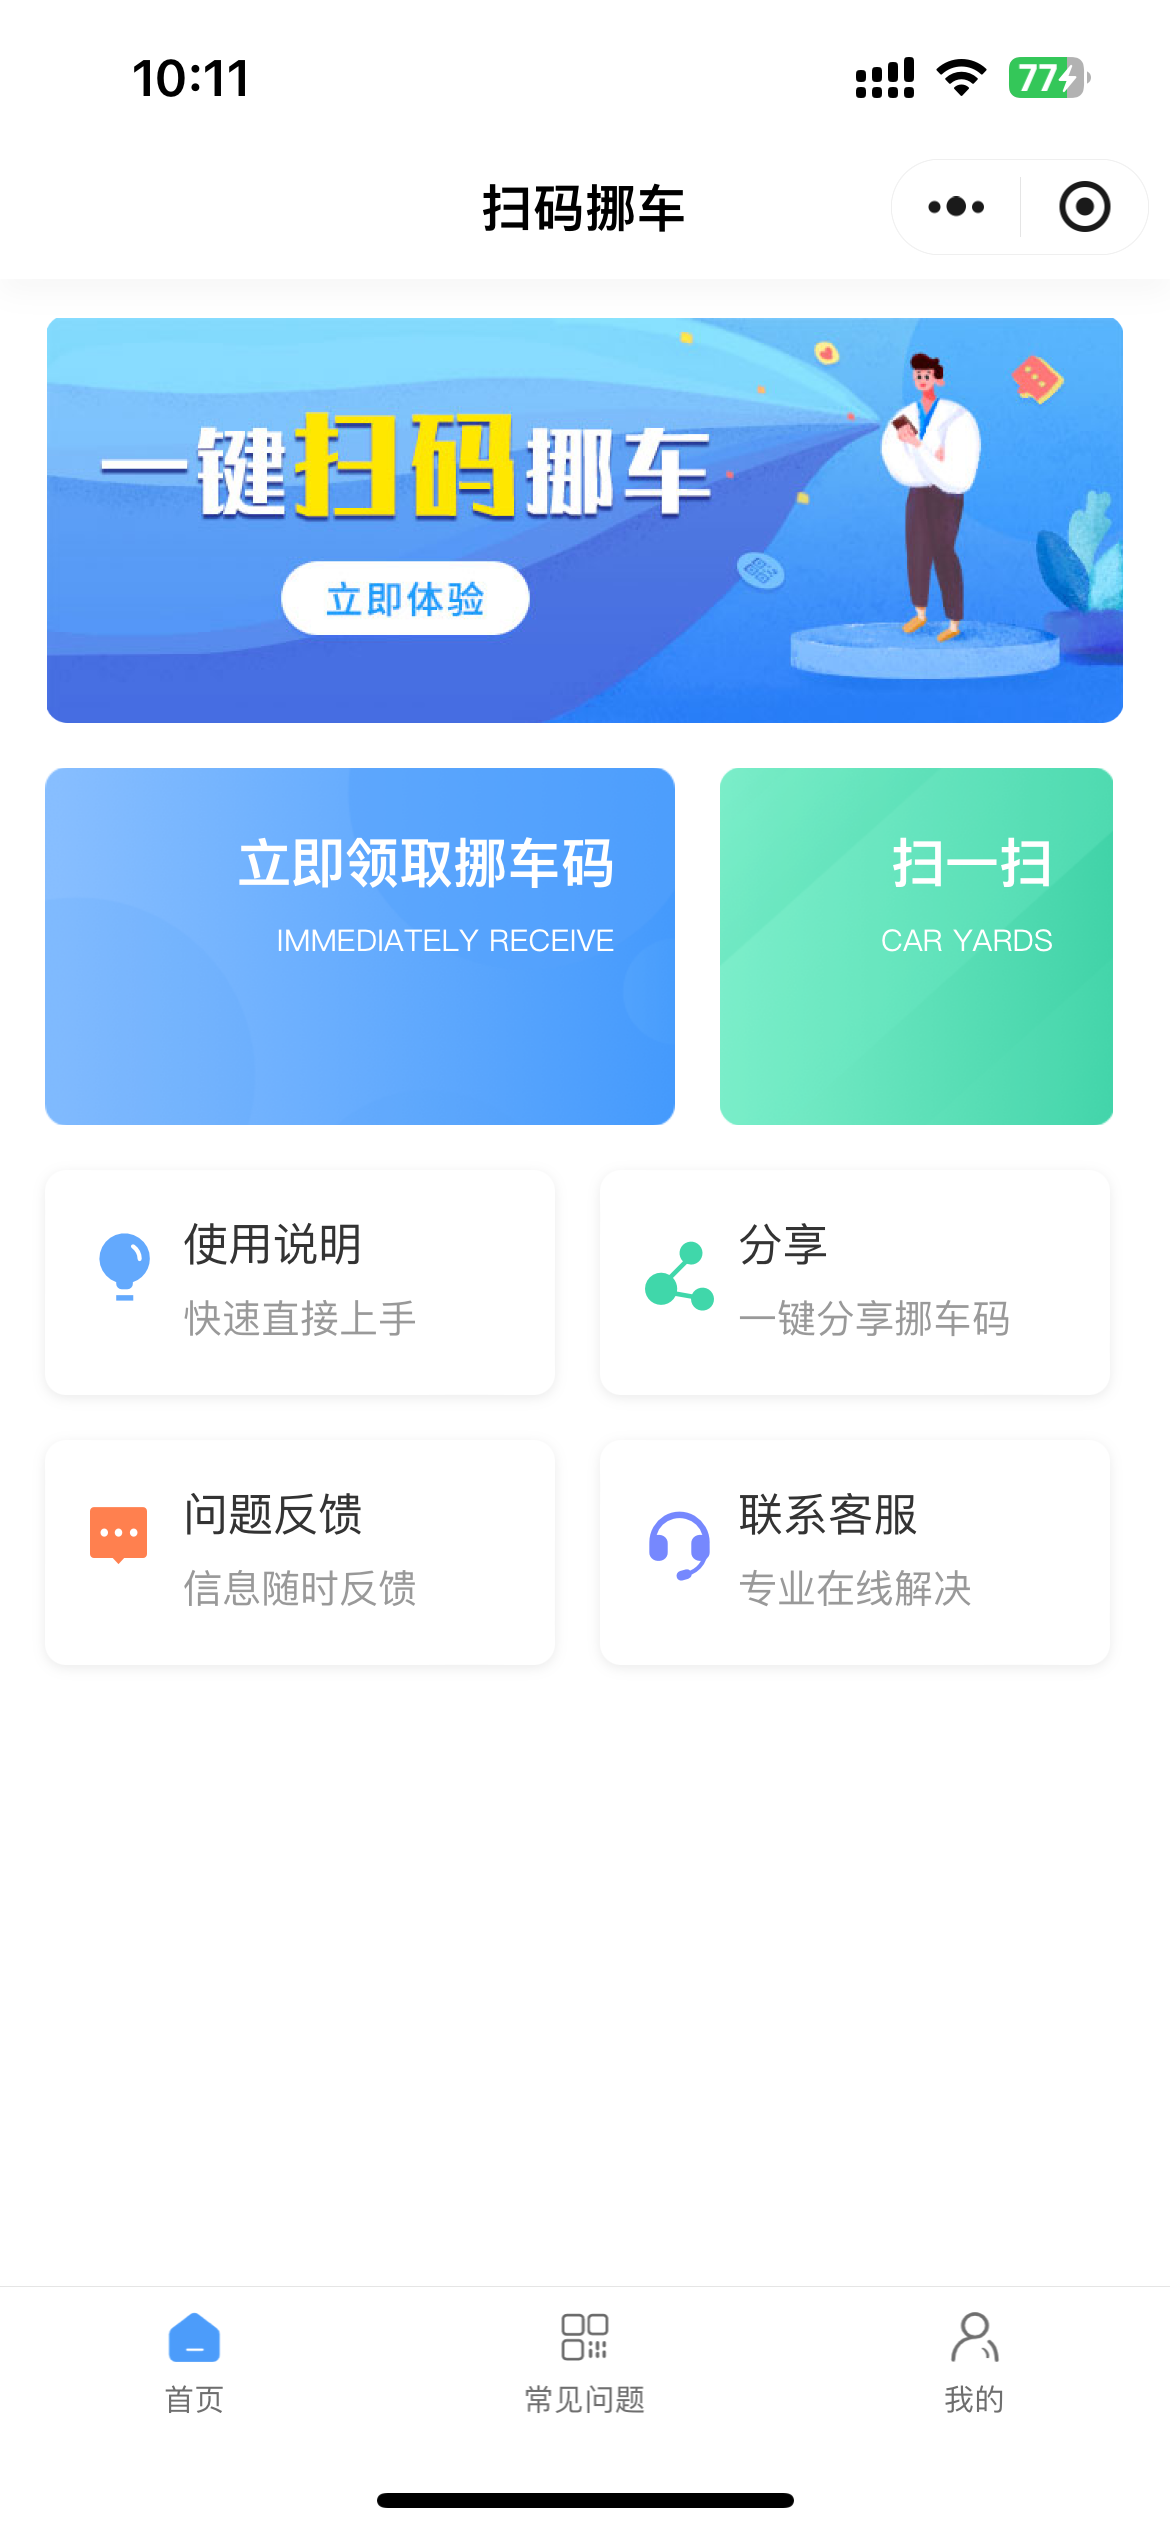 10:11
77
扫码挪车
一键扫码挪车
立即体验
立即领取挪车码
IMMEDIATELY RECEIVE
扫一扫
CAR YARDS
使用说明
快速直接上手
分享
一键分享挪车码
问题反馈
信息随时反馈
联系客服
专业在线解决
首页
常见问题
我的